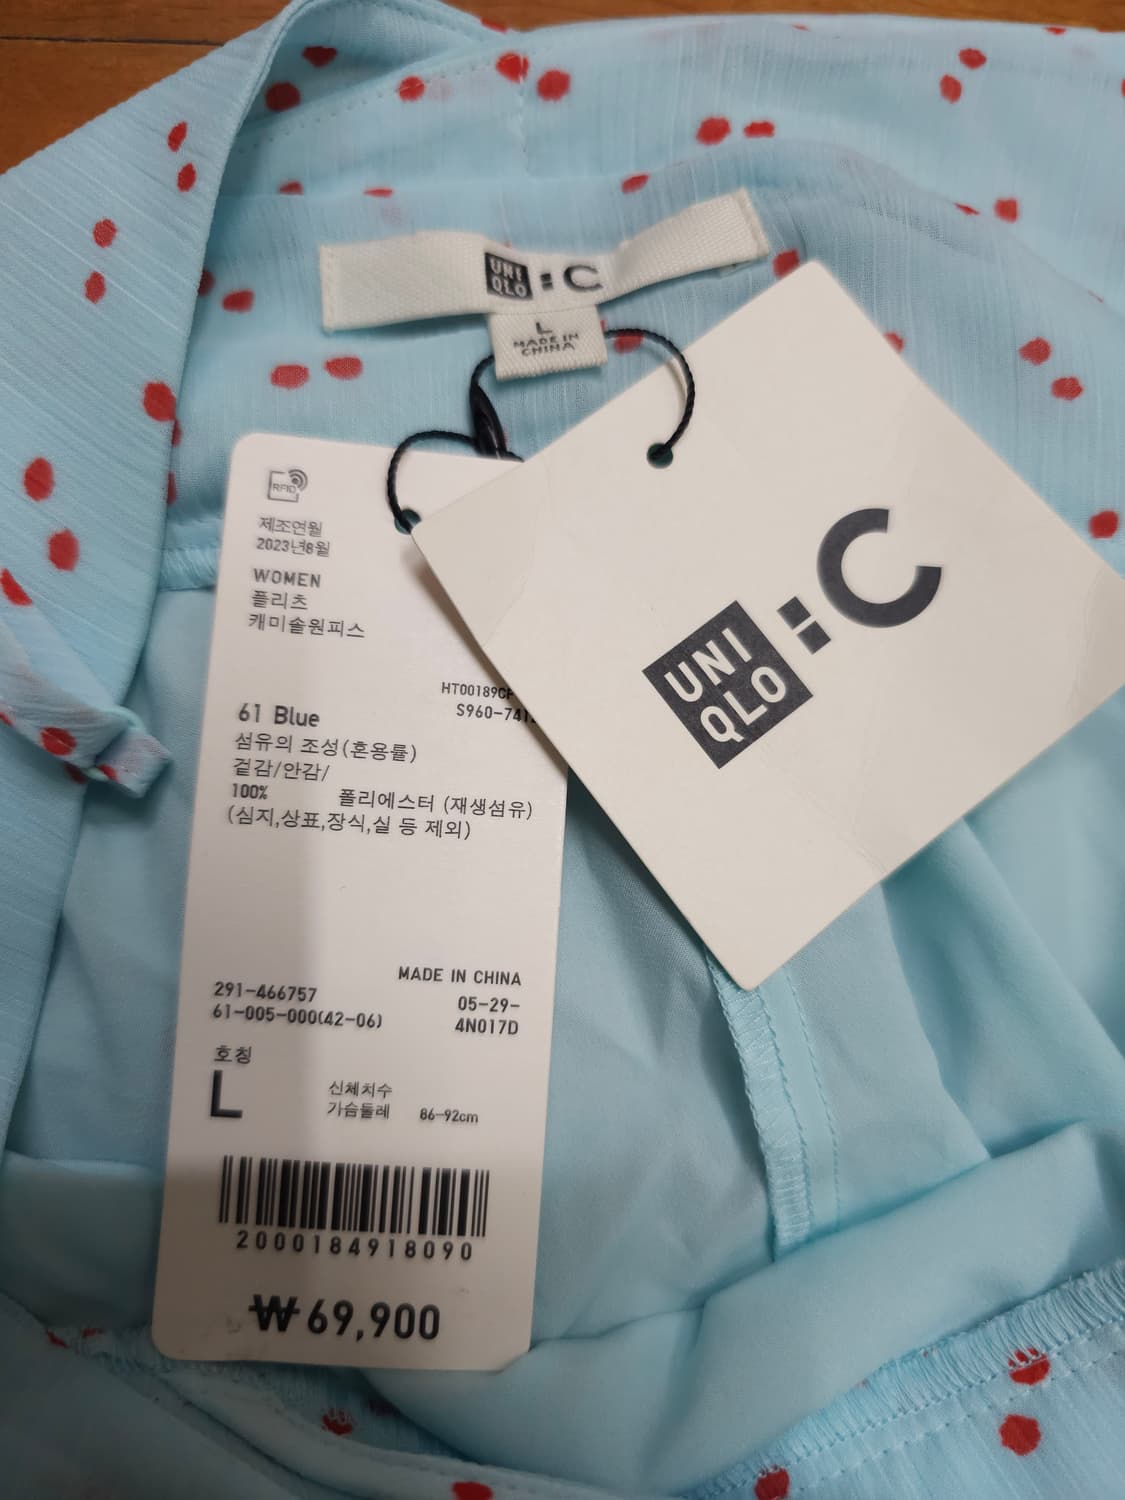 UNI
QLO : C
L
MADE IN
CHINA
RFID
제조연월
2023년8월
WOMEN
플리츠
캐미솔원피스
61 Blue
섬유의 조성(혼용률)
겉감/안감/
100% 폴리에스터 (재생섬유)
(심지,상표,장식,실 등 제외)
MADE IN CHINA
291-466757
05-29-
61-005-000(42-06)
4N017D
호칭
L
신체치수
가슴둘레 86-92cm
2000184918090
₩69,900
UNI
QLO : C